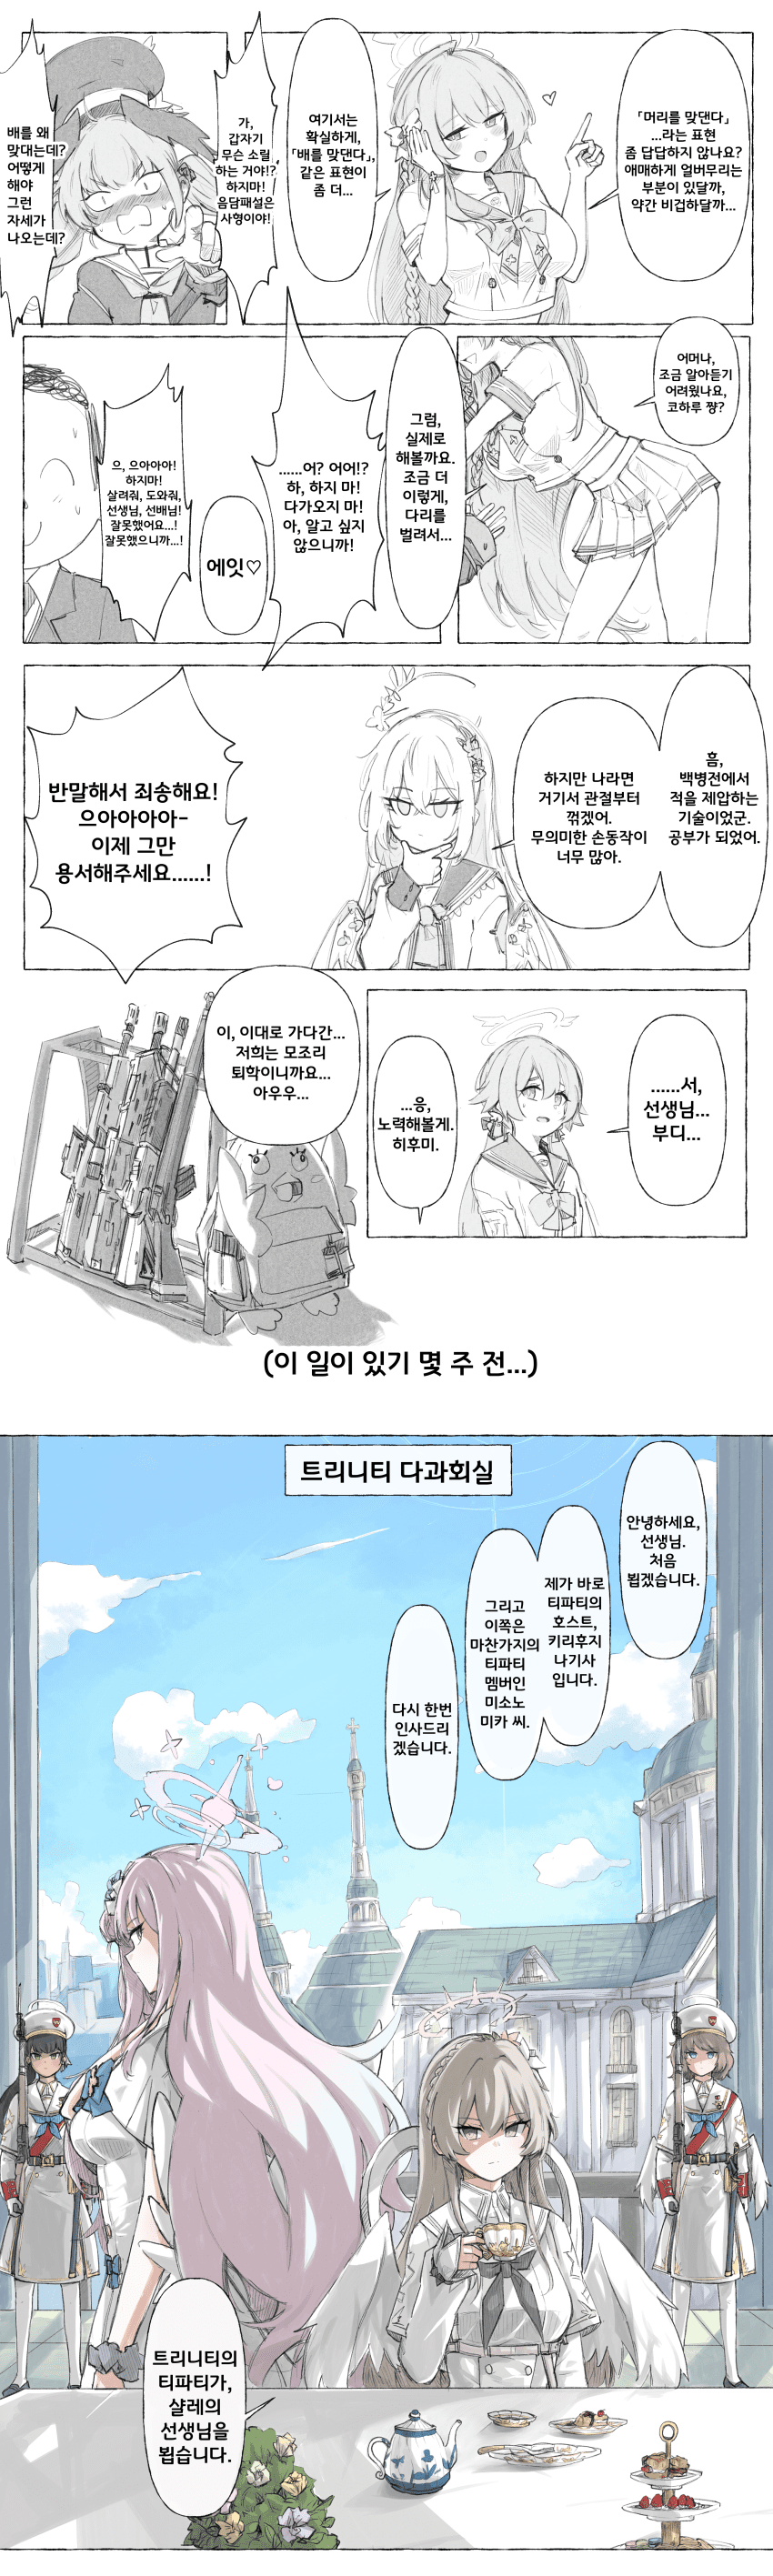 「머리를 맞댄다」
...라는 표현
좀 답답하지 않나요?
애매하게 얼버무리는
부분이 있달까,
약간 비겁하달까...
여기서는
확실하게,
「배를 맞댄다」,
같은 표현이
좀 더...
가,
갑자기
무슨 소릴
하는 거야!?
하지마!
음담패설은
사형이야!
배를 왜
맞대는데?
어떻게
해야
그런
자세가
나오는데?
어머나,
조금 알아듣기
어려웠나요,
코하루 쨩?
그럼,
실제로
해볼까요.
조금 더
이렇게,
다리를
벌려서...
......어? 어어!?
하, 하지 마!
다가오지 마!
아, 알고 싶지
않으니까!
에잇♡
으, 으아아아!
하지마!
살려줘, 도와줘,
선생님, 선배님!
잘못했어요...!
잘못했으니까...!
흠,
백병전에서
적을 제압하는
기술이었군.
공부가 되었어.
하지만 나라면
거기서 관절부터
꺾겠어.
무의미한 손동작이
너무 많아.
반말해서 죄송해요!
으아아아아-
이제 그만
용서해주세요......!
......서,
선생님...
부디...
...응,
노력해볼게.
히후미.
이, 이대로 가다간...
저희는 모조리
퇴학이니까요...
아우우...
(이 일이 있기 몇 주 전...)
트리니티 다과회실
안녕하세요,
선생님.
처음
뵙겠습니다.
제가 바로
티파티의
호스트,
키리후지
나기사
입니다.
그리고
이쪽은
마찬가지의
티파티
멤버인
미소노
미카 씨.
다시 한번
인사드리
겠습니다.
트리니티의
티파티가,
샬레의
선생님을
뵙습니다.